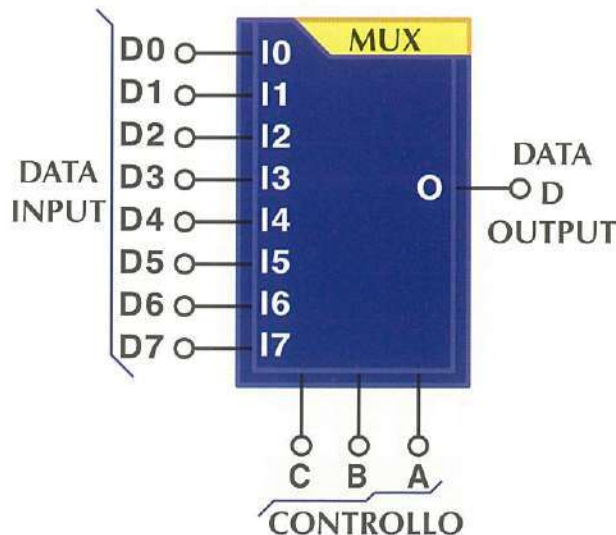 MUX
D0 I0
D1 I1
D2 I2
D3 I3
D4 I4
D5 I5
D6 I6
D7 I7
DATA
INPUT
O
DATA
D
OUTPUT
C B A
CONTROLLO